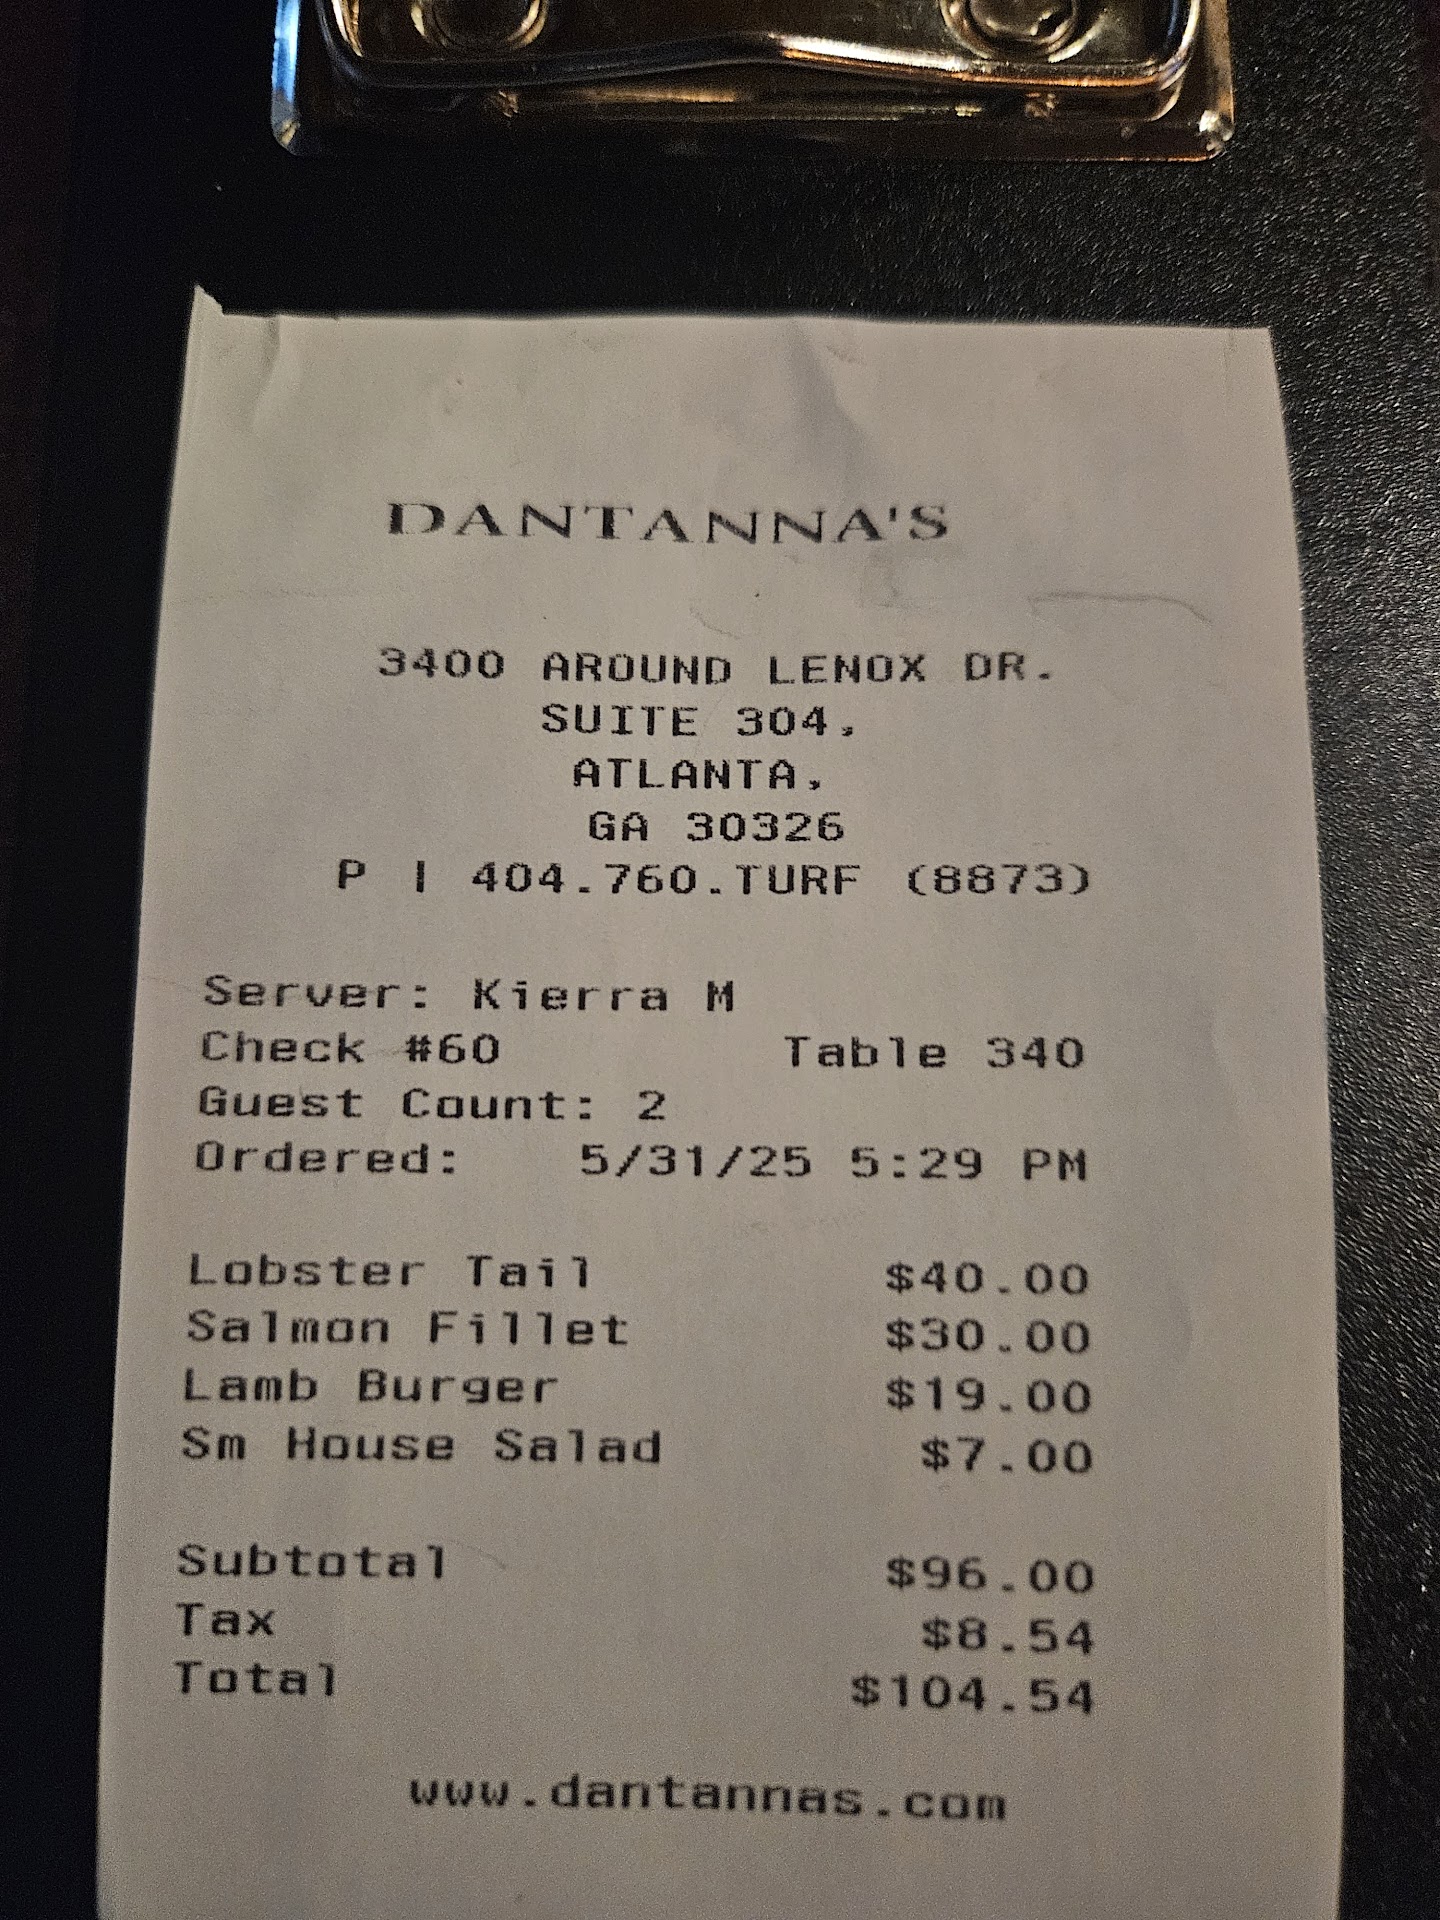 DANTANNA'S
3400 AROUND LENOX DR.
SUITE 304,
ATLANTA,
GA 30326
P | 404.760.TURF (8873)
Server: Kierra M
Check #60 Table 340
Guest Count: 2
Ordered: 5/31/25 5:29 PM
Lobster Tail $40.00
Salmon Fillet $30.00
Lamb Burger $19.00
Sm House Salad $7.00
Subtotal $96.00
Tax $8.54
Total $104.54
www.dantannas.com